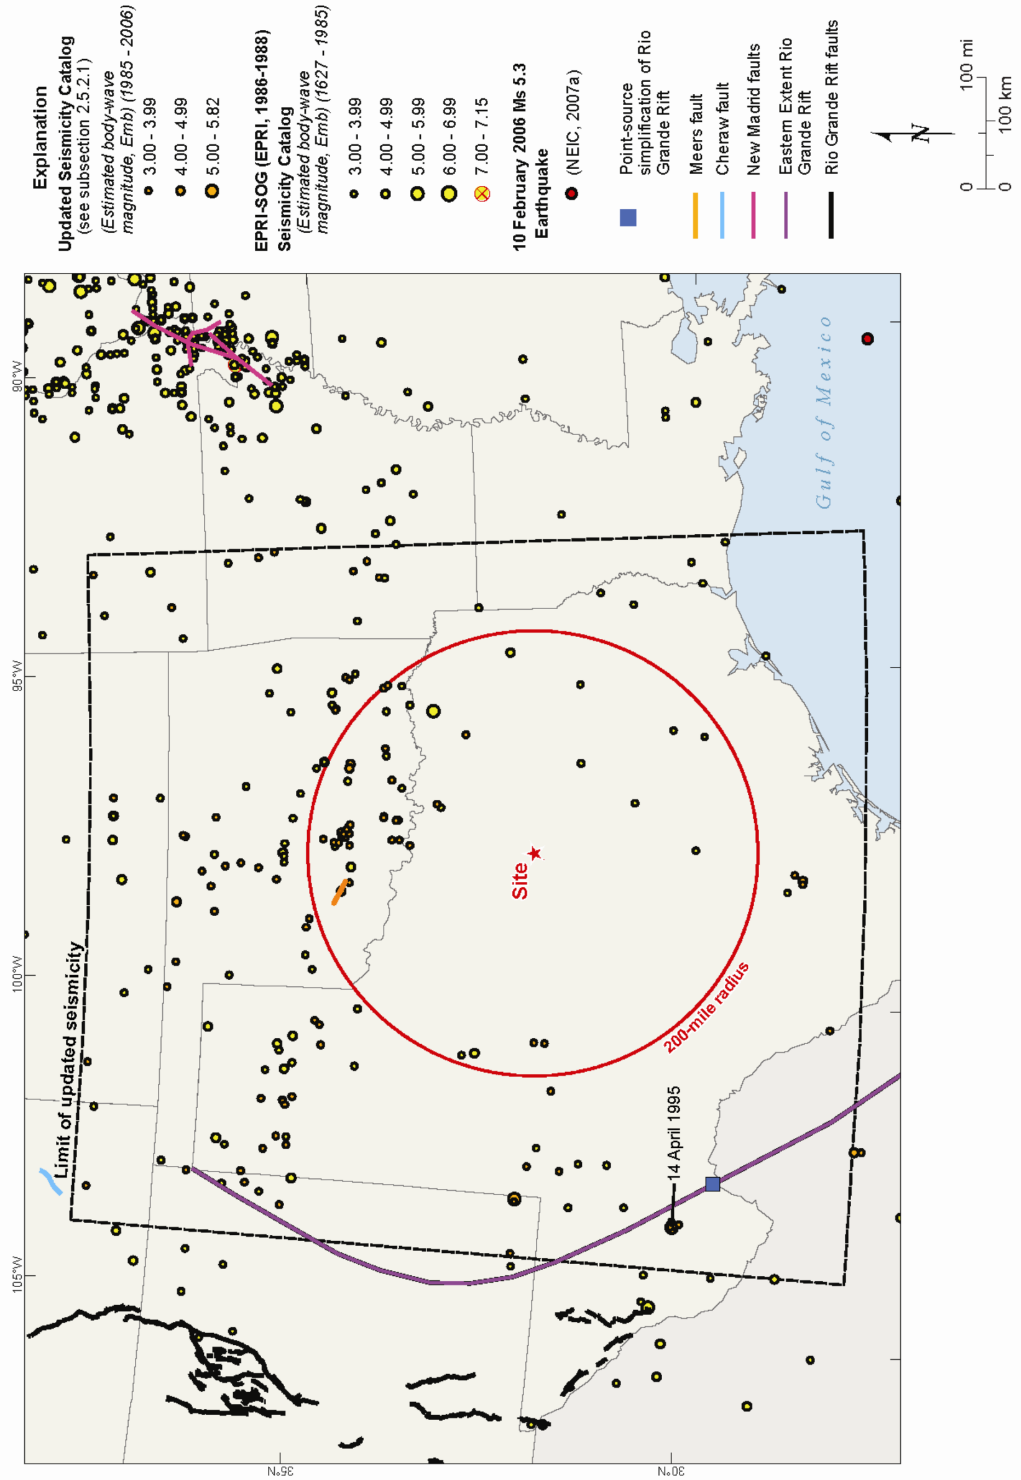 Explanation
Updated Seismicity Catalog
(see subsection 2.5.2.1)
(Estimated body-wave
magnitude, Emb) (1985 - 2006)
3.00 - 3.99
4.00 - 4.99
5.00 - 5.82
EPRI-SOG (EPRI, 1986-1988)
Seismicity Catalog
(Estimated body-wave
magnitude, Emb) (1627 - 1985)
3.00 - 3.99
4.00 - 4.99
5.00 - 5.99
6.00 - 6.99
7.00 - 7.15
10 February 2006 Ms 5.3
Earthquake
(NEIC, 2007a)
Point-source
simplification of Rio
Grande Rift
Meers fault
Cheraw fault
New Madrid faults
Eastern Extent Rio
Grande Rift
Rio Grande Rift faults
N
0 100 mi
0 100 km
105°W
100°W
95°W
90°W
35°N
30°N
Limit of updated seismicity
Site
200-mile radius
14 April 1995
Gulf of Mexico